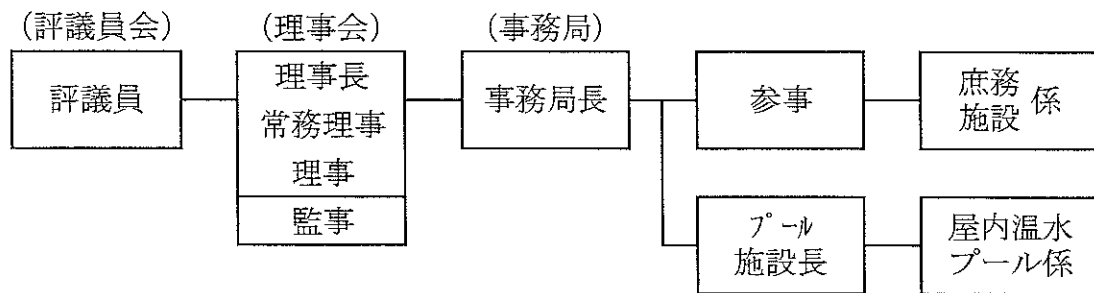 (評議員会)
評議員
(理事会)
理事長
常務理事
理事
監事
(事務局)
事務局長
参事
庶務
施設
係
プール
施設長
屋内温水
プール係